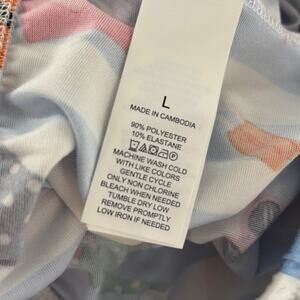 L
MADE IN CAMBODIA
90% POLYESTER
10% ELASTANE
MACHINE WASH COLD
WITH LIKE COLORS
GENTLE CYCLE
ONLY NON CHLORINE
BLEACH WHEN NEEDED
TUMBLE DRY LOW
REMOVE PROMPTLY
LOW IRON IF NEEDED